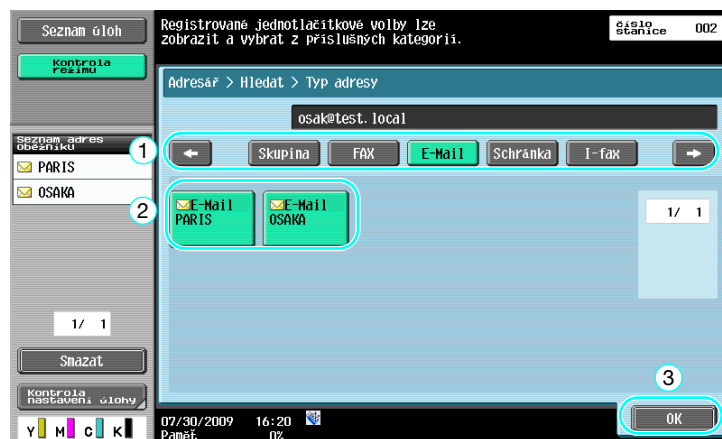 Seznam úloh
Kontrola
režimu
Registrované jednotlačítkové volby lze
zobrazit a vybrat z příslušných kategorií.
číslo
stanice
002
Adresář > Hledat > Typ adresy
osak@test.local
Seznam adres
oběžníku
PARIS
OSAKA
1
Skupina
FAX
E-Mail
Schránka
I-fax
2
E-Mail
PARIS
E-Mail
OSAKA
1/ 1
1/ 1
Smazat
Kontrola
nastavení úlohy
3
OK
Y M C K
07/30/2009 16:20
Paměť 0%